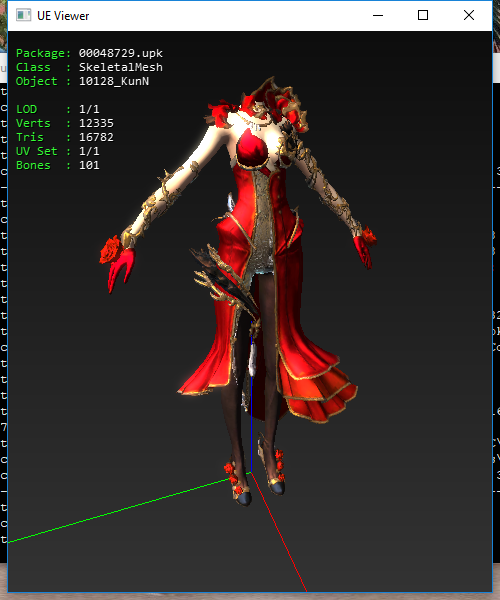 UE Viewer
Package: 00048729.upk
Class : SkeletalMesh
Object : 10128_KunN
LOD : 1/1
Verts : 12335
Tris : 16782
UV Set : 1/1
Bones : 101